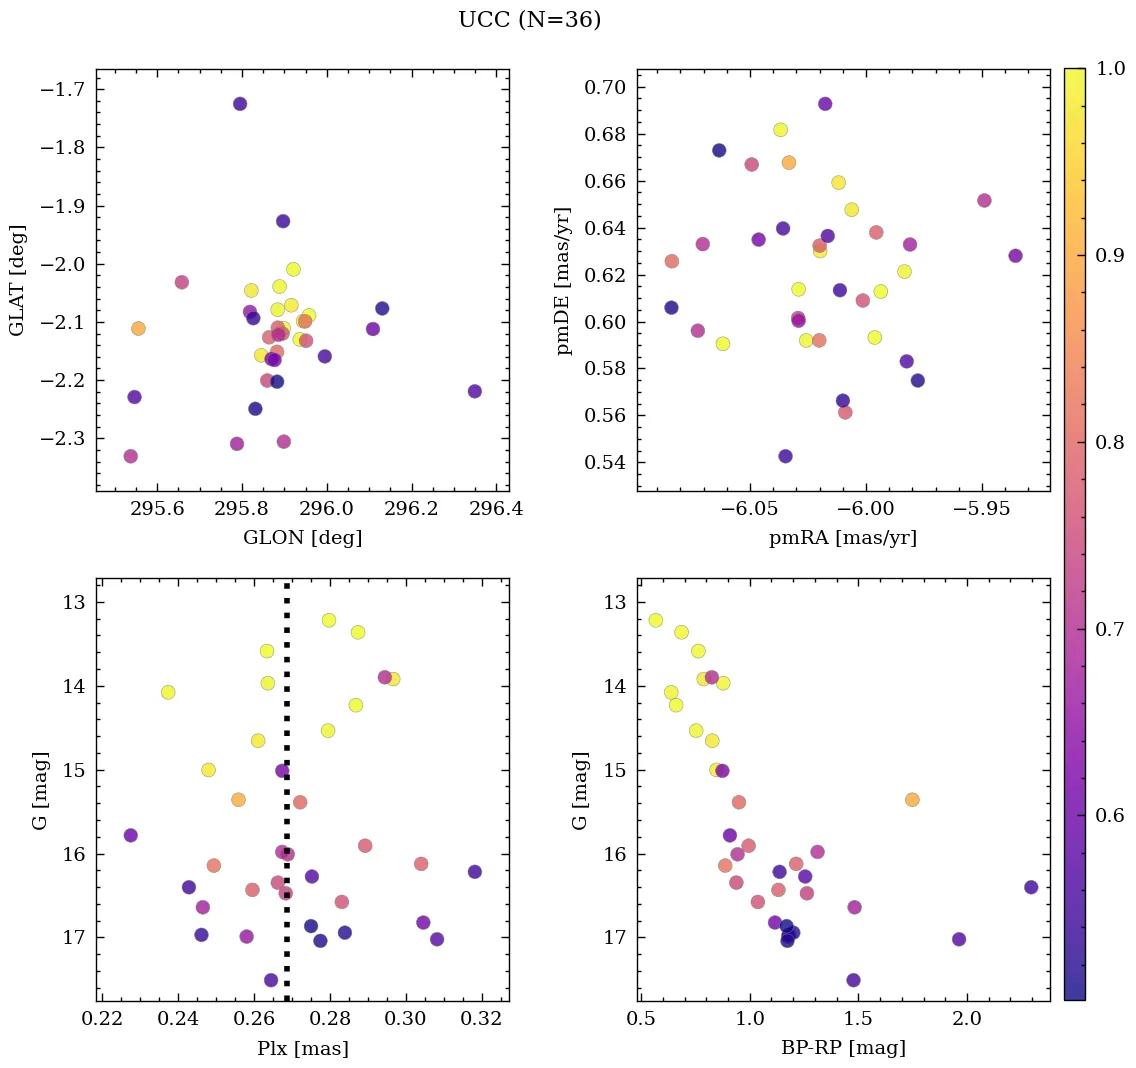 UCC (N=36)
−1.7
−1.8
−1.9
−2.0
−2.1
−2.2
−2.3
GLAT [deg]
295.6 295.8 296.0 296.2 296.4
GLON [deg]
0.70
0.68
0.66
0.64
0.62
0.60
0.58
0.56
0.54
pmDE [mas/yr]
−6.05 −6.00 −5.95
pmRA [mas/yr]
13
14
15
16
17
G [mag]
0.22 0.24 0.26 0.28 0.30 0.32
Plx [mas]
13
14
15
16
17
G [mag]
0.5 1.0 1.5 2.0
BP-RP [mag]
1.0
0.9
0.8
0.7
0.6